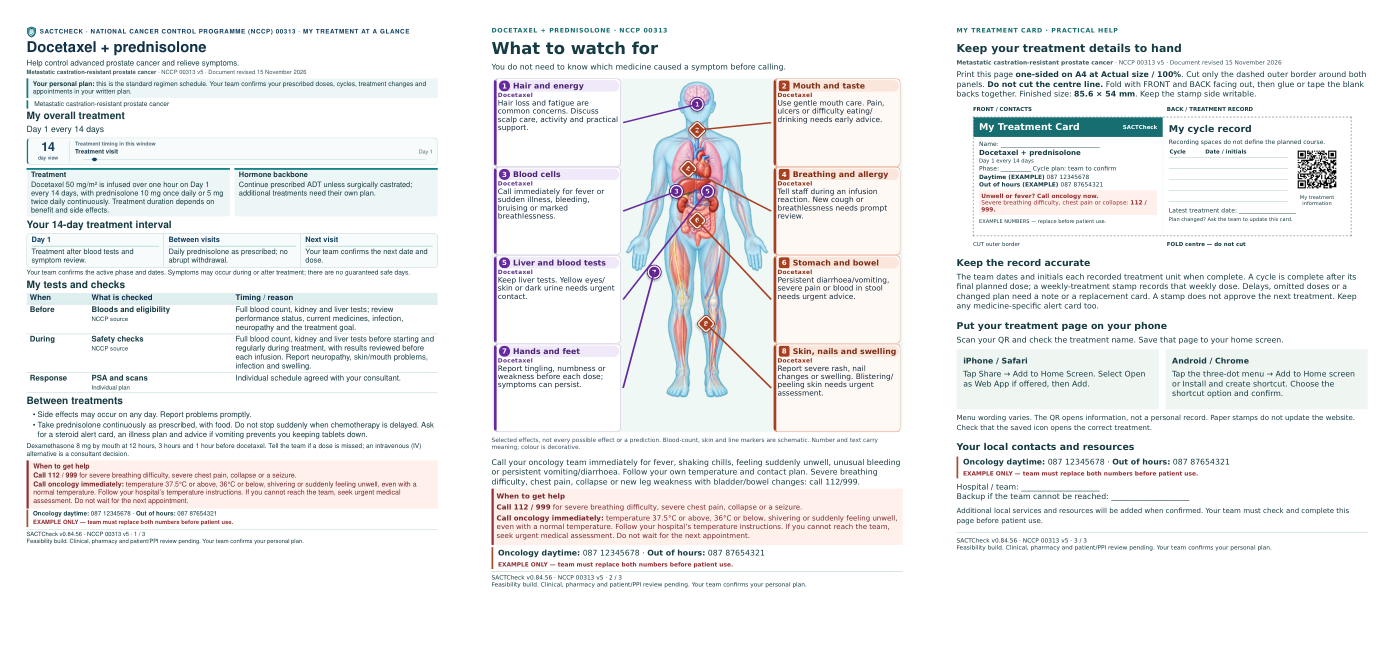 SACTCHECK · NATIONAL CANCER CONTROL PROGRAMME (NCCP) 00313 · MY TREATMENT AT A GLANCE
Docetaxel + prednisolone
Help control advanced prostate cancer and relieve symptoms.
Metastatic castration-resistant prostate cancer · NCCP 00313 v5 · Document revised 15 November 2026
Your personal plan: this is the standard regimen schedule. Your team confirms your prescribed doses, cycles, treatment changes and
appointments in your written plan.
Metastatic castration-resistant prostate cancer
My overall treatment
Day 1 every 14 days
14
day view
Treatment timing in this window
Treatment visit
Day 1
Treatment
Docetaxel 50 mg/m² is infused over one hour on Day 1
every 14 days, with prednisolone 10 mg once daily or 5 mg
twice daily continuously. Treatment duration depends on
benefit and side effects.
Hormone backbone
Continue prescribed ADT unless surgically castrated;
additional treatments need their own plan.
Your 14-day treatment interval
Day 1
Treatment after blood tests and
symptom review.
Between visits
Daily prednisolone as prescribed; no
abrupt withdrawal.
Next visit
Your team confirms the next date and
dose.
Your team confirms the active phase and dates. Symptoms may occur during or after treatment; there are no guaranteed safe days.
My tests and checks
When What is checked Timing / reason
Before
Bloods and eligibility
NCCP source
Full blood count, kidney and liver tests; review
performance status, current medicines, infection,
neuropathy and the treatment goal.
During
Safety checks
NCCP source
Full blood count, kidney and liver tests before starting and
regularly during treatment, with results reviewed before
each infusion. Report neuropathy, skin/mouth problems,
infection and swelling.
Response
PSA and scans
Individual plan
Individual schedule agreed with your consultant.
Between treatments
• Side effects may occur on any day. Report problems promptly.
• Take prednisolone continuously as prescribed, with food. Do not stop suddenly when chemotherapy is delayed. Ask
for a steroid alert card, an illness plan and advice if vomiting prevents you keeping tablets down.
Dexamethasone 8 mg by mouth at 12 hours, 3 hours and 1 hour before docetaxel. Tell the team if a dose is missed; an intravenous (IV)
alternative is a consultant decision.
When to get help
Call 112 / 999 for severe breathing difficulty, severe chest pain, collapse or a seizure.
Call oncology immediately: temperature 37.5°C or above, 36°C or below, shivering or suddenly feeling unwell, even with a
normal temperature. Follow your hospital's temperature instructions. If you cannot reach the team, seek urgent medical
assessment. Do not wait for the next appointment.
Oncology daytime: 087 12345678 · Out of hours: 087 87654321
EXAMPLE ONLY — team must replace both numbers before patient use.
SACTCheck v0.84.56 · NCCP 00313 v5 · 1 / 3
Feasibility build. Clinical, pharmacy and patient/PPI review pending. Your team confirms your personal plan.
DOCETAXEL + PREDNISOLONE · NCCP 00313
What to watch for
You do not need to know which medicine caused a symptom before calling.
1 Hair and energy
Docetaxel
Hair loss and fatigue are
common concerns. Discuss
scalp care, activity and practical
support.
2 Mouth and taste
Docetaxel
Use gentle mouth care. Pain,
ulcers or difficulty eating/
drinking needs early advice.
3 Blood cells
Docetaxel
Call immediately for fever or
sudden illness, bleeding,
bruising or marked
breathlessness.
4 Breathing and allergy
Docetaxel
Tell staff during an infusion
reaction. New cough or
breathlessness needs prompt
review.
5 Liver and blood tests
Docetaxel
Keep liver tests. Yellow eyes/
skin or dark urine needs urgent
contact.
6 Stomach and bowel
Docetaxel
Persistent diarrhoea/vomiting,
severe pain or blood in stool
needs urgent advice.
7 Hands and feet
Docetaxel
Report tingling, numbness or
weakness before each dose;
symptoms can persist.
8 Skin, nails and swelling
Docetaxel
Report severe rash, nail
changes or swelling. Blistering/
peeling skin needs urgent
assessment.
1
2
4
3
5
6
7
8
Selected effects, not every possible effect or a prediction. Blood-count, skin and line markers are schematic. Number and text carry
meaning; colour is decorative.
Call your oncology team immediately for fever, shaking chills, feeling suddenly unwell, unusual bleeding
or persistent vomiting/diarrhoea. Follow your own temperature and contact plan. Severe breathing
difficulty, chest pain, collapse or new leg weakness with bladder/bowel changes: call 112/999.
When to get help
Call 112 / 999 for severe breathing difficulty, severe chest pain, collapse or a seizure.
Call oncology immediately: temperature 37.5°C or above, 36°C or below, shivering or suddenly feeling unwell,
even with a normal temperature. Follow your hospital's temperature instructions. If you cannot reach the team,
seek urgent medical assessment. Do not wait for the next appointment.
Oncology daytime: 087 12345678 · Out of hours: 087 87654321
EXAMPLE ONLY — team must replace both numbers before patient use.
SACTCheck v0.84.56 · NCCP 00313 v5 · 2 / 3
Feasibility build. Clinical, pharmacy and patient/PPI review pending. Your team confirms your personal plan.
MY TREATMENT CARD · PRACTICAL HELP
Keep your treatment details to hand
Metastatic castration-resistant prostate cancer · NCCP 00313 v5 · Document revised 15 November 2026
Print this page one-sided on A4 at Actual size / 100%. Cut only the dashed outer border around both
panels. Do not cut the centre line. Fold with FRONT and BACK facing out, then glue or tape the blank
backs together. Finished size: 85.6 × 54 mm. Keep the stamp side writable.
FRONT / CONTACTS
BACK / TREATMENT RECORD
My Treatment Card SACTCheck
Name:
Docetaxel + prednisolone
Day 1 every 14 days
Phase: Cycle plan: team to confirm
Daytime (EXAMPLE) 087 12345678
Out of hours (EXAMPLE) 087 87654321
Unwell or fever? Call oncology now.
Severe breathing difficulty, chest pain or collapse: 112 /
999.
EXAMPLE NUMBERS — replace before patient use.
My cycle record
Recording spaces do not define the planned course.
Cycle Date / initials
My treatment
information
Latest treatment date:
Plan changed? Ask the team to update this card.
CUT outer border
FOLD centre — do not cut
Keep the record accurate
The team dates and initials each recorded treatment unit when complete. A cycle is complete after its
final planned dose; a weekly-treatment stamp records that weekly dose. Delays, omitted doses or a
changed plan need a note or a replacement card. A stamp does not approve the next treatment. Keep
any medicine-specific alert card too.
Put your treatment page on your phone
Scan your QR and check the treatment name. Save that page to your home screen.
iPhone / Safari
Tap Share → Add to Home Screen. Select Open
as Web App if offered, then Add.
Android / Chrome
Tap the three-dot menu → Add to Home screen
or Install and create shortcut. Choose the
shortcut option and confirm.
Menu wording varies. The QR opens information, not a personal record. Paper stamps do not update the website.
Check that the saved icon opens the correct treatment.
Your local contacts and resources
Oncology daytime: 087 12345678 · Out of hours: 087 87654321
EXAMPLE ONLY — team must replace both numbers before patient use.
Hospital / team:
Backup if the team cannot be reached:
Additional local services and resources will be added when confirmed. Your team must check and complete this
page before patient use.
SACTCheck v0.84.56 · NCCP 00313 v5 · 3 / 3
Feasibility build. Clinical, pharmacy and patient/PPI review pending. Your team confirms your personal plan.